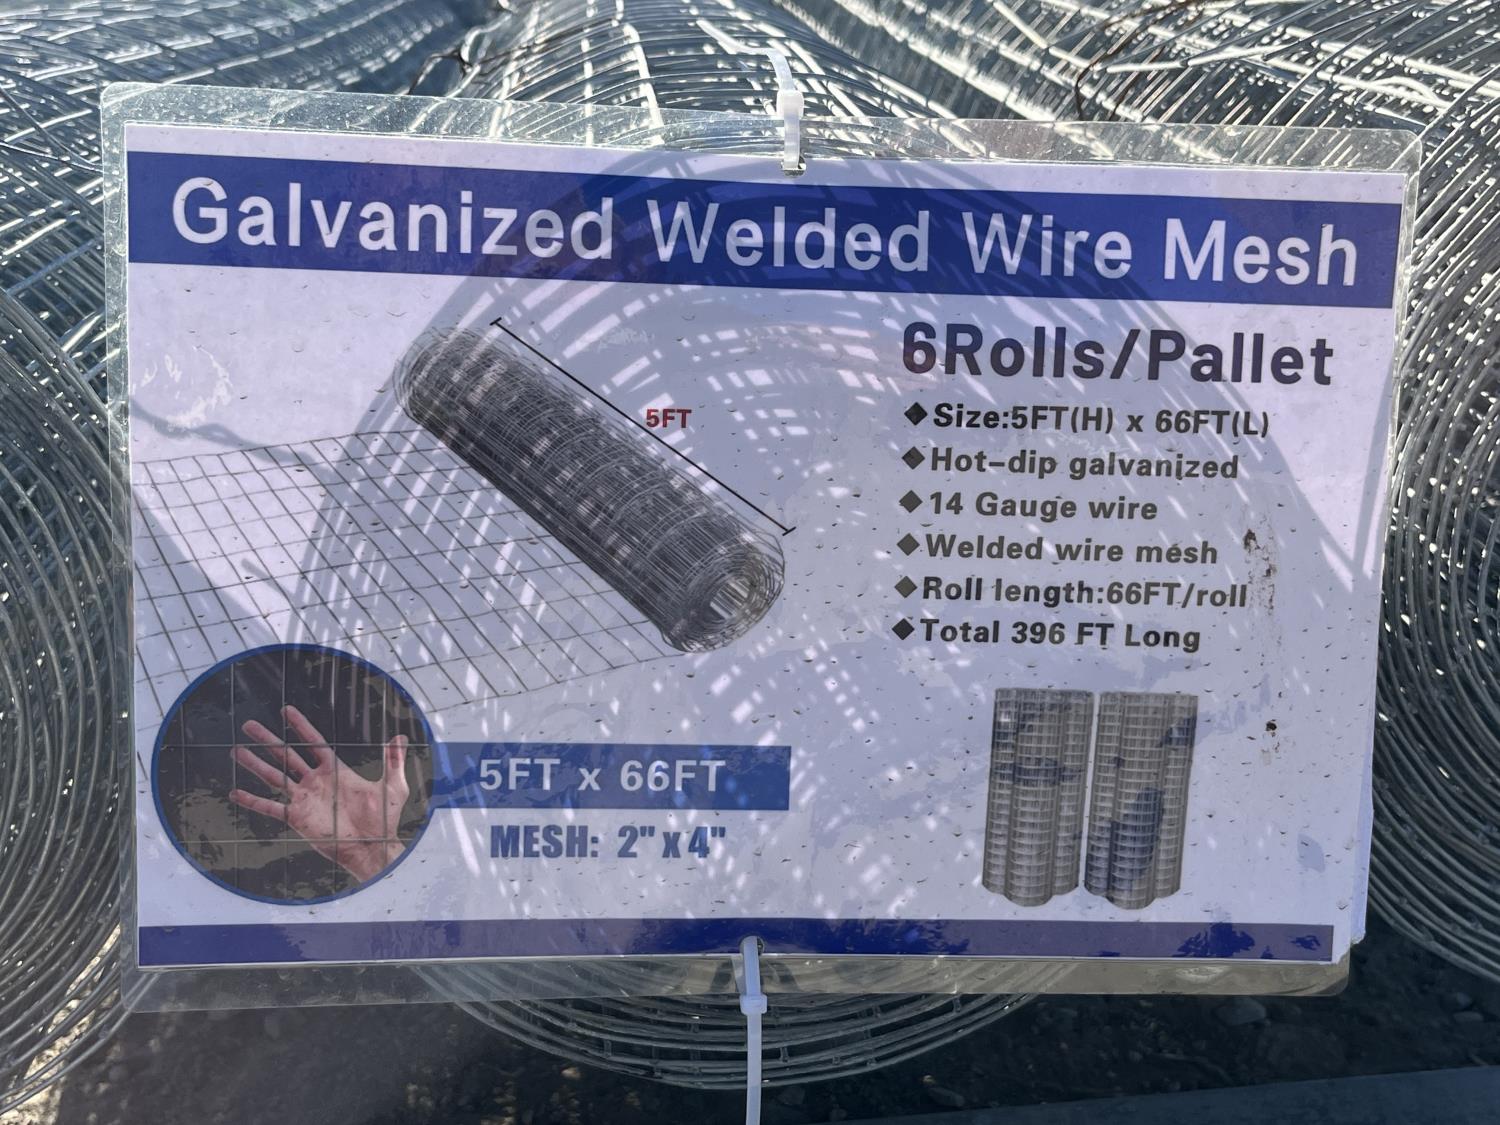 Galvanized Welded Wire Mesh
6Rolls/Pallet
5FT
◆Size:5FT(H) x 66FT(L)
◆Hot-dip galvanized
◆14 Gauge wire
◆Welded wire mesh
◆Roll length:66FT/roll
◆Total 396 FT Long
5FT x 66FT
MESH: 2" x 4"